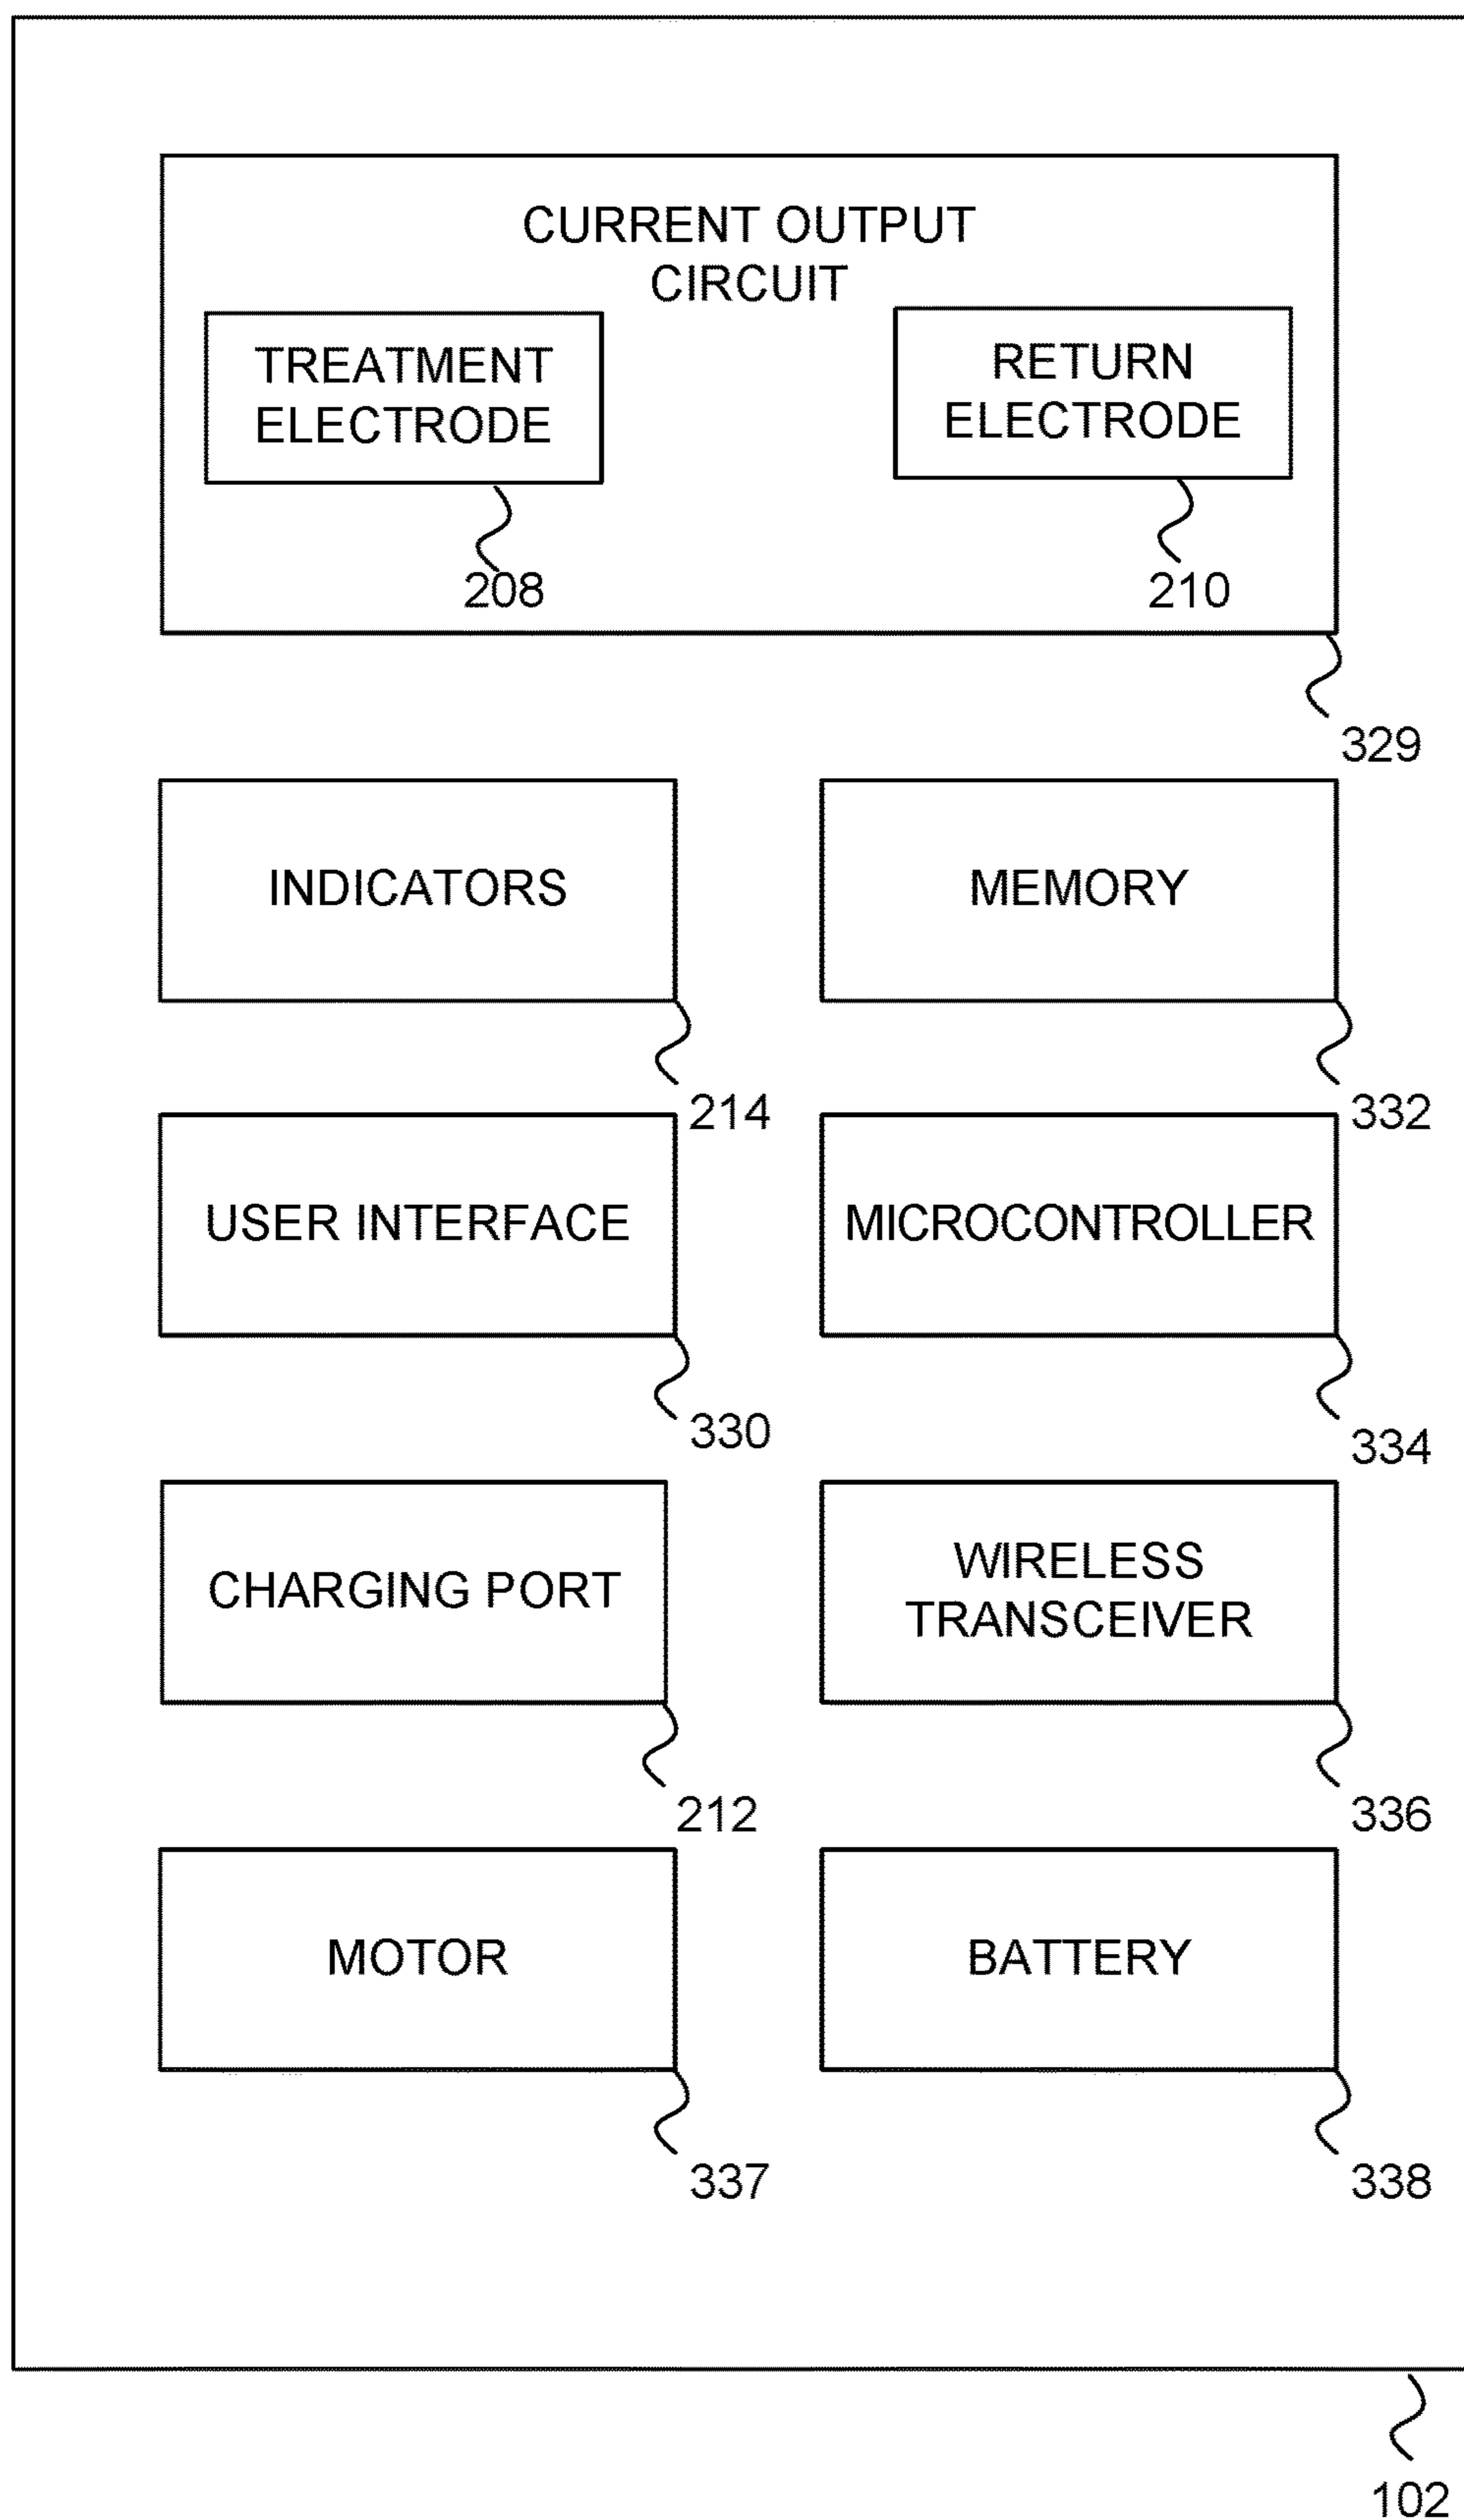 CURRENT OUTPUT
CIRCUIT
TREATMENT
ELECTRODE
RETURN
ELECTRODE
208
210
329
INDICATORS
MEMORY
214
332
USER INTERFACE
MICROCONTROLLER
330
334
CHARGING PORT
WIRELESS
TRANSCEIVER
212
336
MOTOR
BATTERY
337
338
102